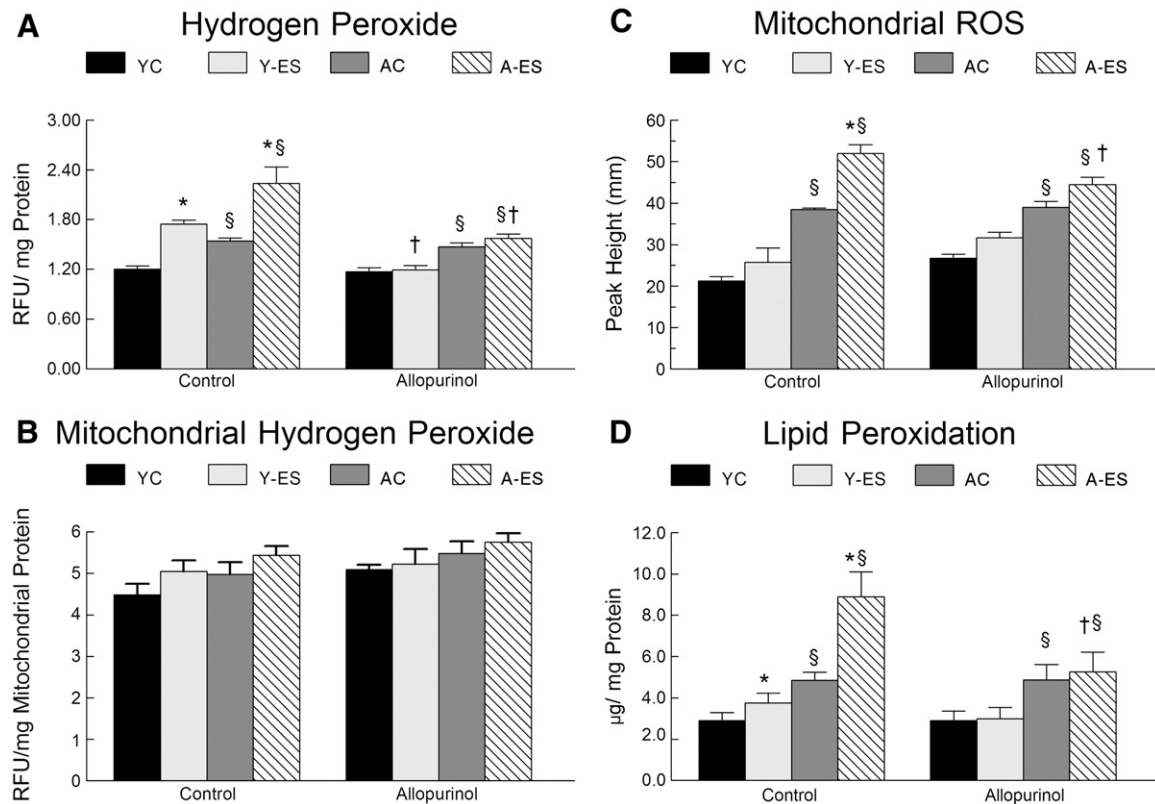 A Hydrogen Peroxide
YC Y-ES AC A-ES
RFU/ mg Protein
3.00
2.40
1.80
1.20
0.60
0.00
* § *§
† § §†
Control Allopurinol
B Mitochondrial Hydrogen Peroxide
YC Y-ES AC A-ES
RFU/mg Mitochondrial Protein
6
5
4
3
2
1
0
Control Allopurinol
C Mitochondrial ROS
YC Y-ES AC A-ES
Peak Height (mm)
60
50
40
30
20
10
0
§ *§
§ § †
Control Allopurinol
D Lipid Peroxidation
YC Y-ES AC A-ES
µg/ mg Protein
12.0
10.0
8.0
6.0
4.0
2.0
0.0
* § *§
§ †§
Control Allopurinol